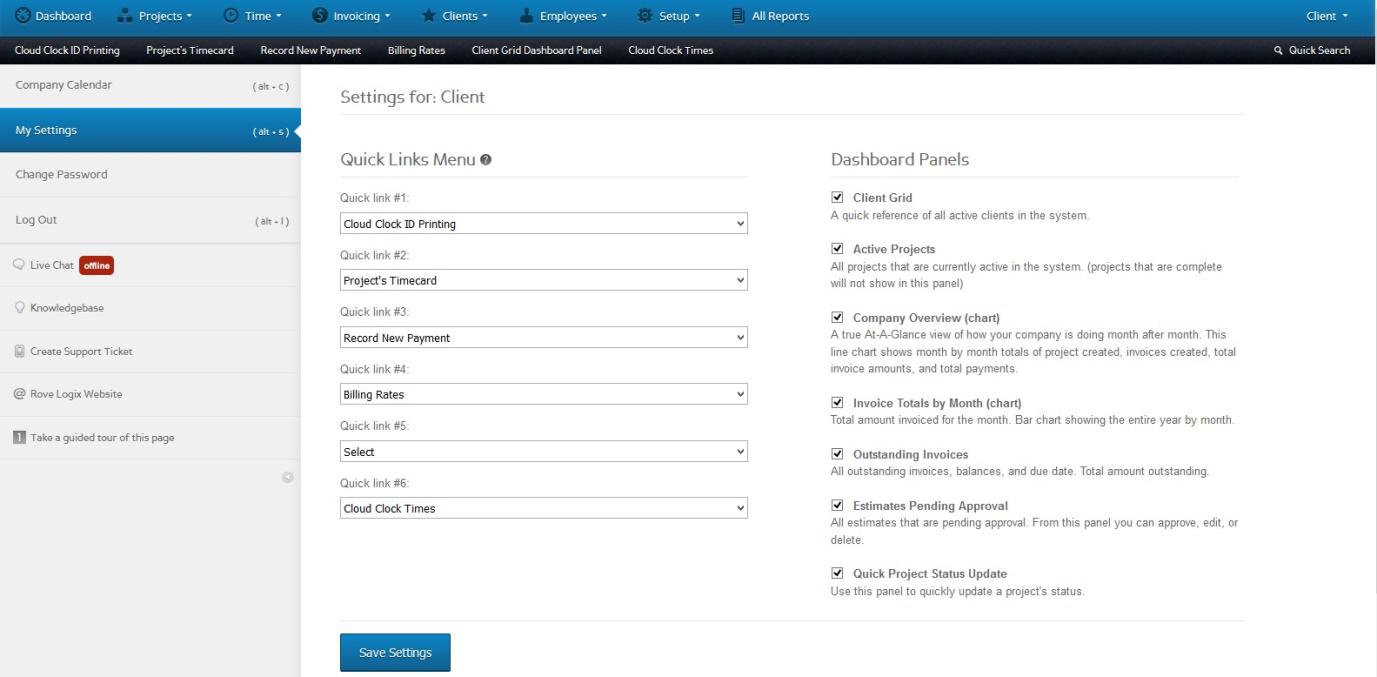 Dashboard Projects Time Invoicing Clients Employees Setup All Reports Client
Cloud Clock ID Printing Project's Timecard Record New Payment Billing Rates Client Grid Dashboard Panel Cloud Clock Times Quick Search
Company Calendar ( alt + c )
My Settings ( alt + s )
Change Password
Log Out ( alt + l )
Live Chat offline
Knowledgebase
Create Support Ticket
Rove Logix Website
1 Take a guided tour of this page
Settings for: Client
Quick Links Menu ?
Quick link #1:
Cloud Clock ID Printing
Quick link #2:
Project's Timecard
Quick link #3:
Record New Payment
Quick link #4:
Billing Rates
Quick link #5:
Select
Quick link #6:
Cloud Clock Times
Dashboard Panels
Client Grid
A quick reference of all active clients in the system.
Active Projects
All projects that are currently active in the system. (projects that are complete
will not show in this panel)
Company Overview (chart)
A true At-A-Glance view of how your company is doing month after month. This
line chart shows month by month totals of project created, invoices created, total
invoice amounts, and total payments.
Invoice Totals by Month (chart)
Total amount invoiced for the month. Bar chart showing the entire year by month.
Outstanding Invoices
All outstanding invoices, balances, and due date. Total amount outstanding.
Estimates Pending Approval
All estimates that are pending approval. From this panel you can approve, edit, or
delete.
Quick Project Status Update
Use this panel to quickly update a project's status.
Save Settings